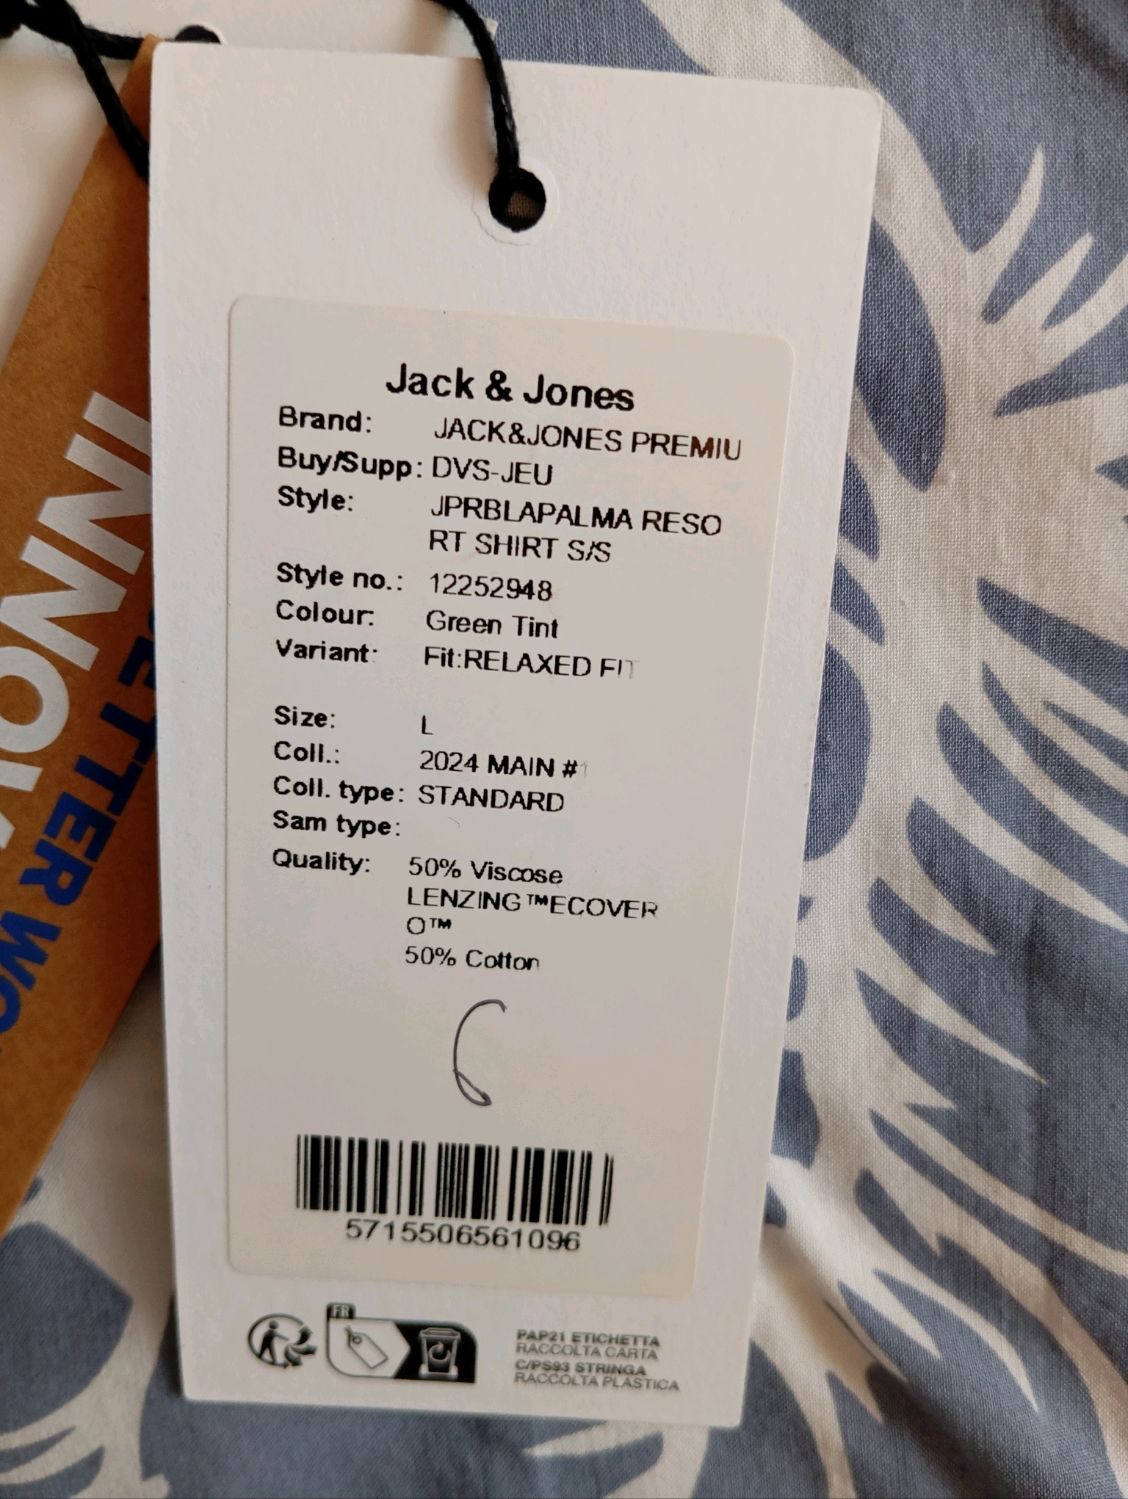 Jack & Jones
Brand: JACK&JONES PREMIU
Buy/Supp: DVS-JEU
Style: JPRBLAPALMA RESO
RT SHIRT S/S
Style no.: 12252948
Colour: Green Tint
Variant: Fit:RELAXED FIT
Size: L
Coll.: 2024 MAIN #1
Coll. type: STANDARD
Sam type:
Quality: 50% Viscose
LENZING™ECOVER
O™
50% Cotton
5715506561096
FR
PAP21 ETICHETTA
RACCOLTA CARTA
C/PS93 STRINGA
RACCOLTA PLASTICA